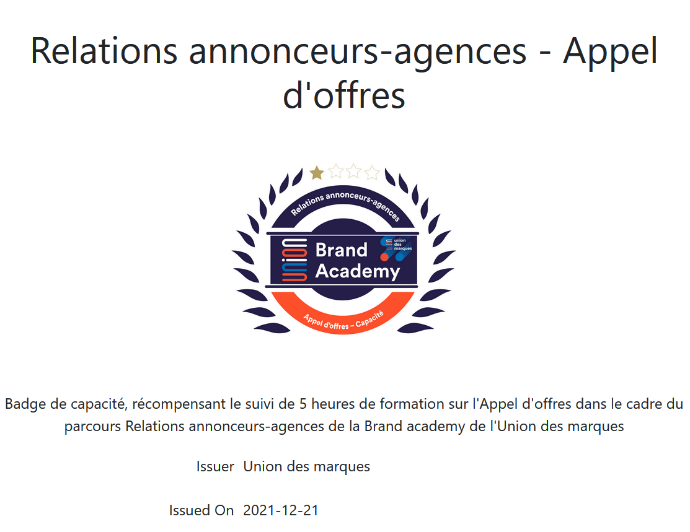 Relations annonceurs-agences - Appel
d'offres
Relations annonceurs-agences
union
Brand
Academy
union
des
marques
Appel d'offres – Capacité
Badge de capacité, récompensant le suivi de 5 heures de formation sur l'Appel d'offres dans le cadre du
parcours Relations annonceurs-agences de la Brand academy de l'Union des marques
Issuer Union des marques
Issued On 2021-12-21